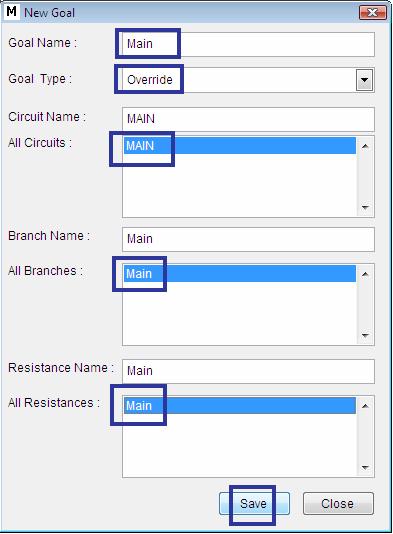 M New Goal
Goal Name : Main
Goal Type : Override
Circuit Name : MAIN
All Circuits : MAIN
Branch Name : Main
All Branches : Main
Resistance Name : Main
All Resistances : Main
Save Close